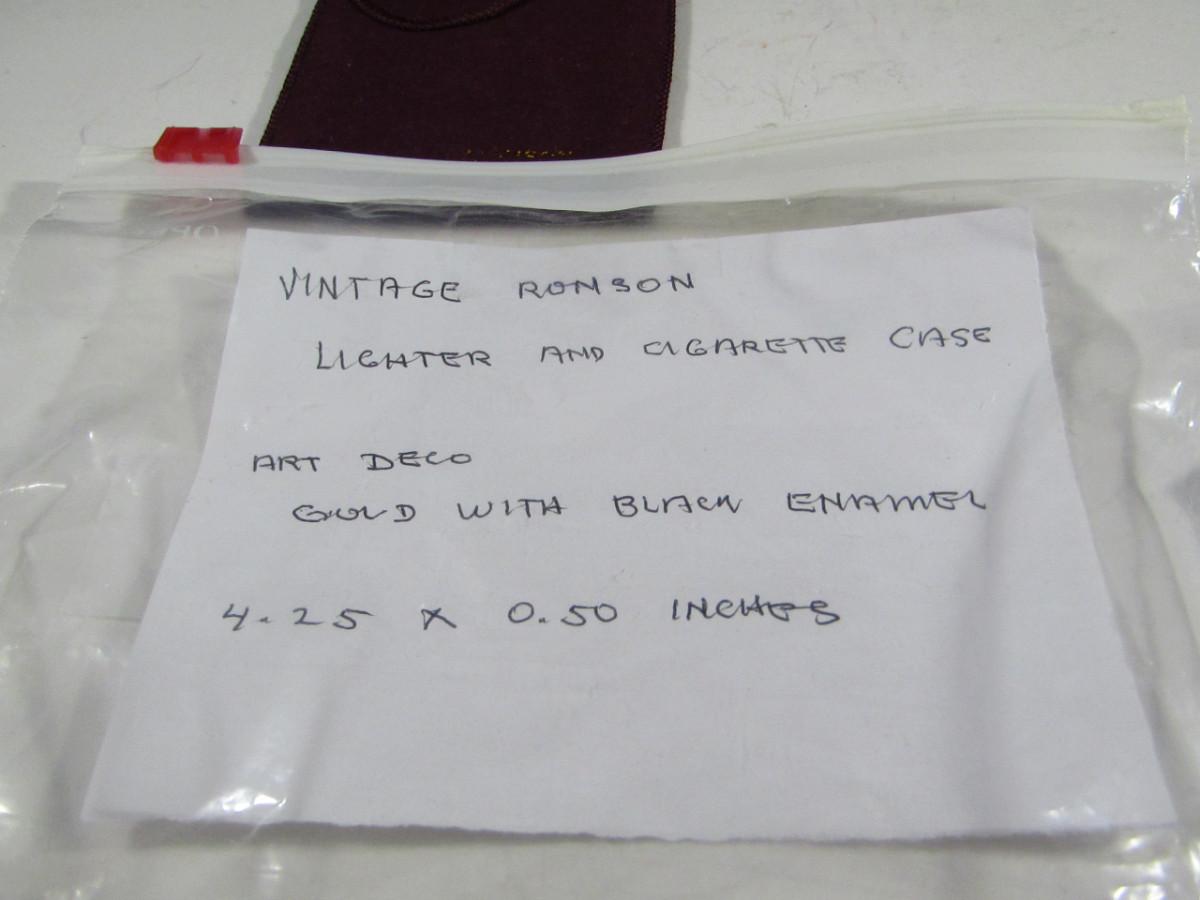 VINTAGE RONSON
LIGHTER AND CIGARETTE CASE
ART DECO
GOLD WITH BLACK ENAMEL
4.25 X 0.50 INCHES